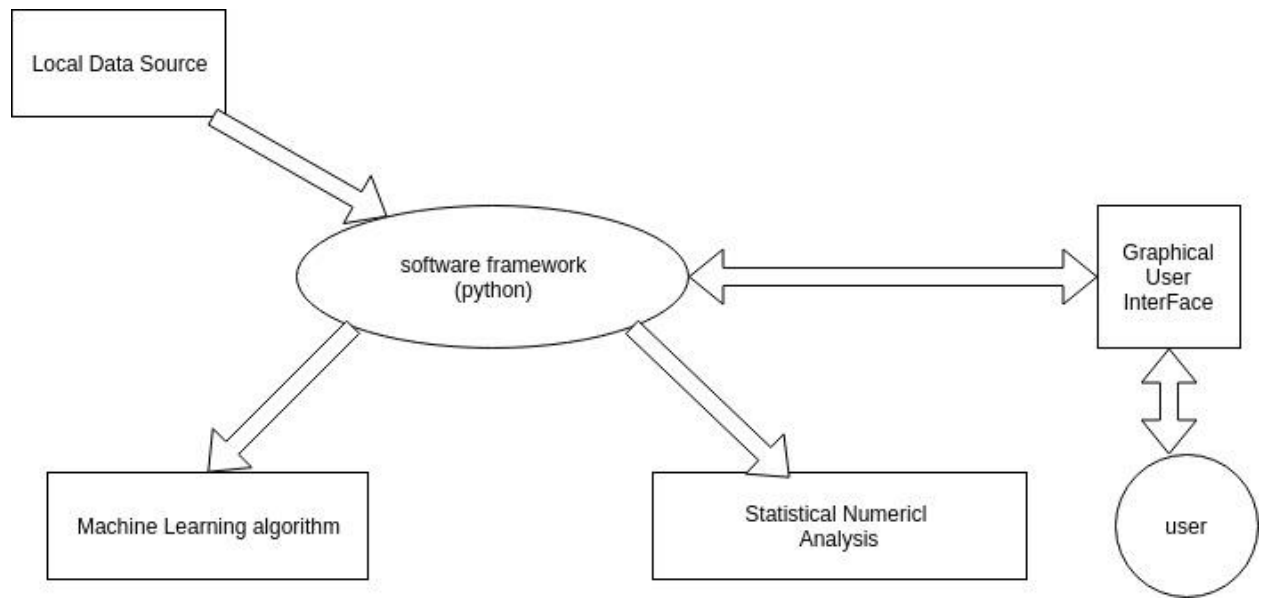 Local Data Source
software framework
(python)
Graphical
User
InterFace
Machine Learning algorithm
Statistical Numericl
Analysis
user